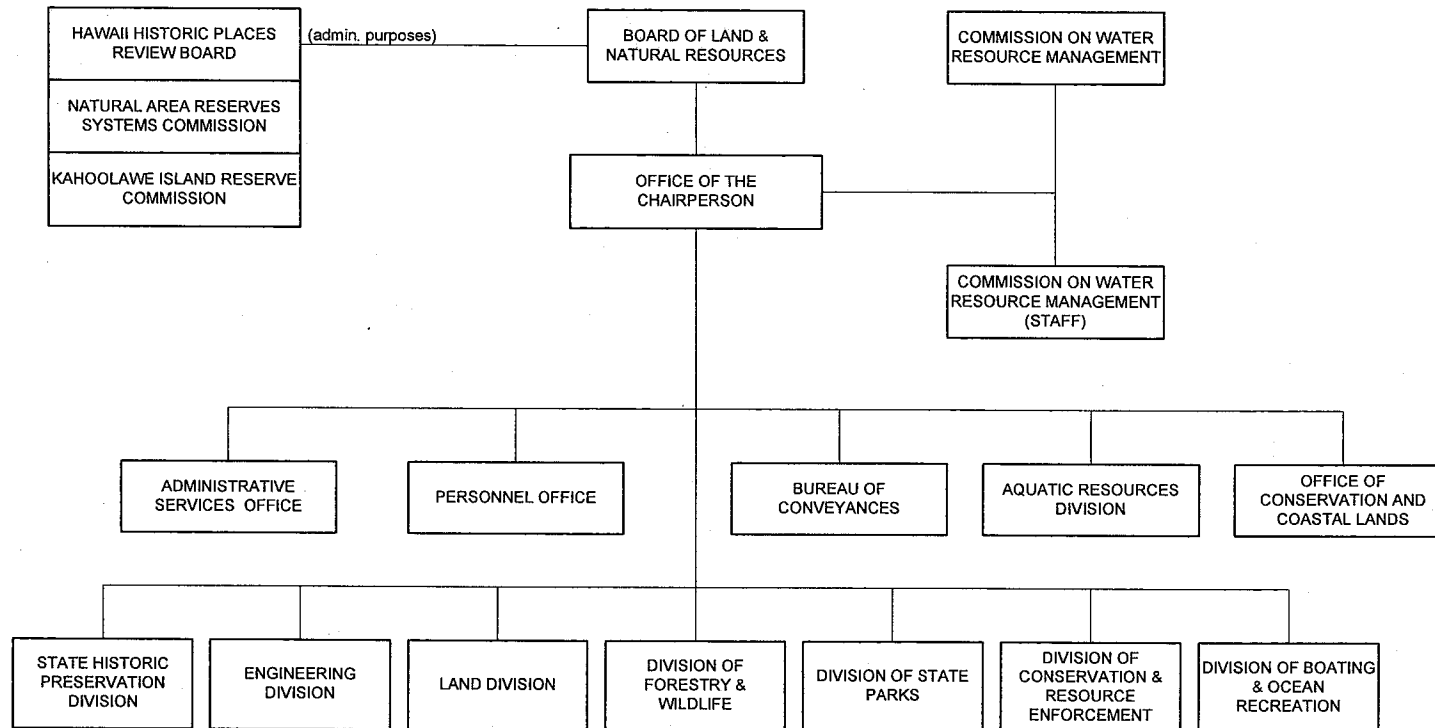 HAWAII HISTORIC PLACES
REVIEW BOARD
(admin. purposes)
BOARD OF LAND &
NATURAL RESOURCES
COMMISSION ON WATER
RESOURCE MANAGEMENT
NATURAL AREA RESERVES
SYSTEMS COMMISSION
KAHOOLAWE ISLAND RESERVE
COMMISSION
OFFICE OF THE
CHAIRPERSON
COMMISSION ON WATER
RESOURCE MANAGEMENT
(STAFF)
ADMINISTRATIVE
SERVICES OFFICE
PERSONNEL OFFICE
BUREAU OF
CONVEYANCES
AQUATIC RESOURCES
DIVISION
OFFICE OF
CONSERVATION AND
COASTAL LANDS
STATE HISTORIC
PRESERVATION
DIVISION
ENGINEERING
DIVISION
LAND DIVISION
DIVISION OF
FORESTRY &
WILDLIFE
DIVISION OF STATE
PARKS
DIVISION OF
CONSERVATION &
RESOURCE
ENFORCEMENT
DIVISION OF BOATING
& OCEAN
RECREATION